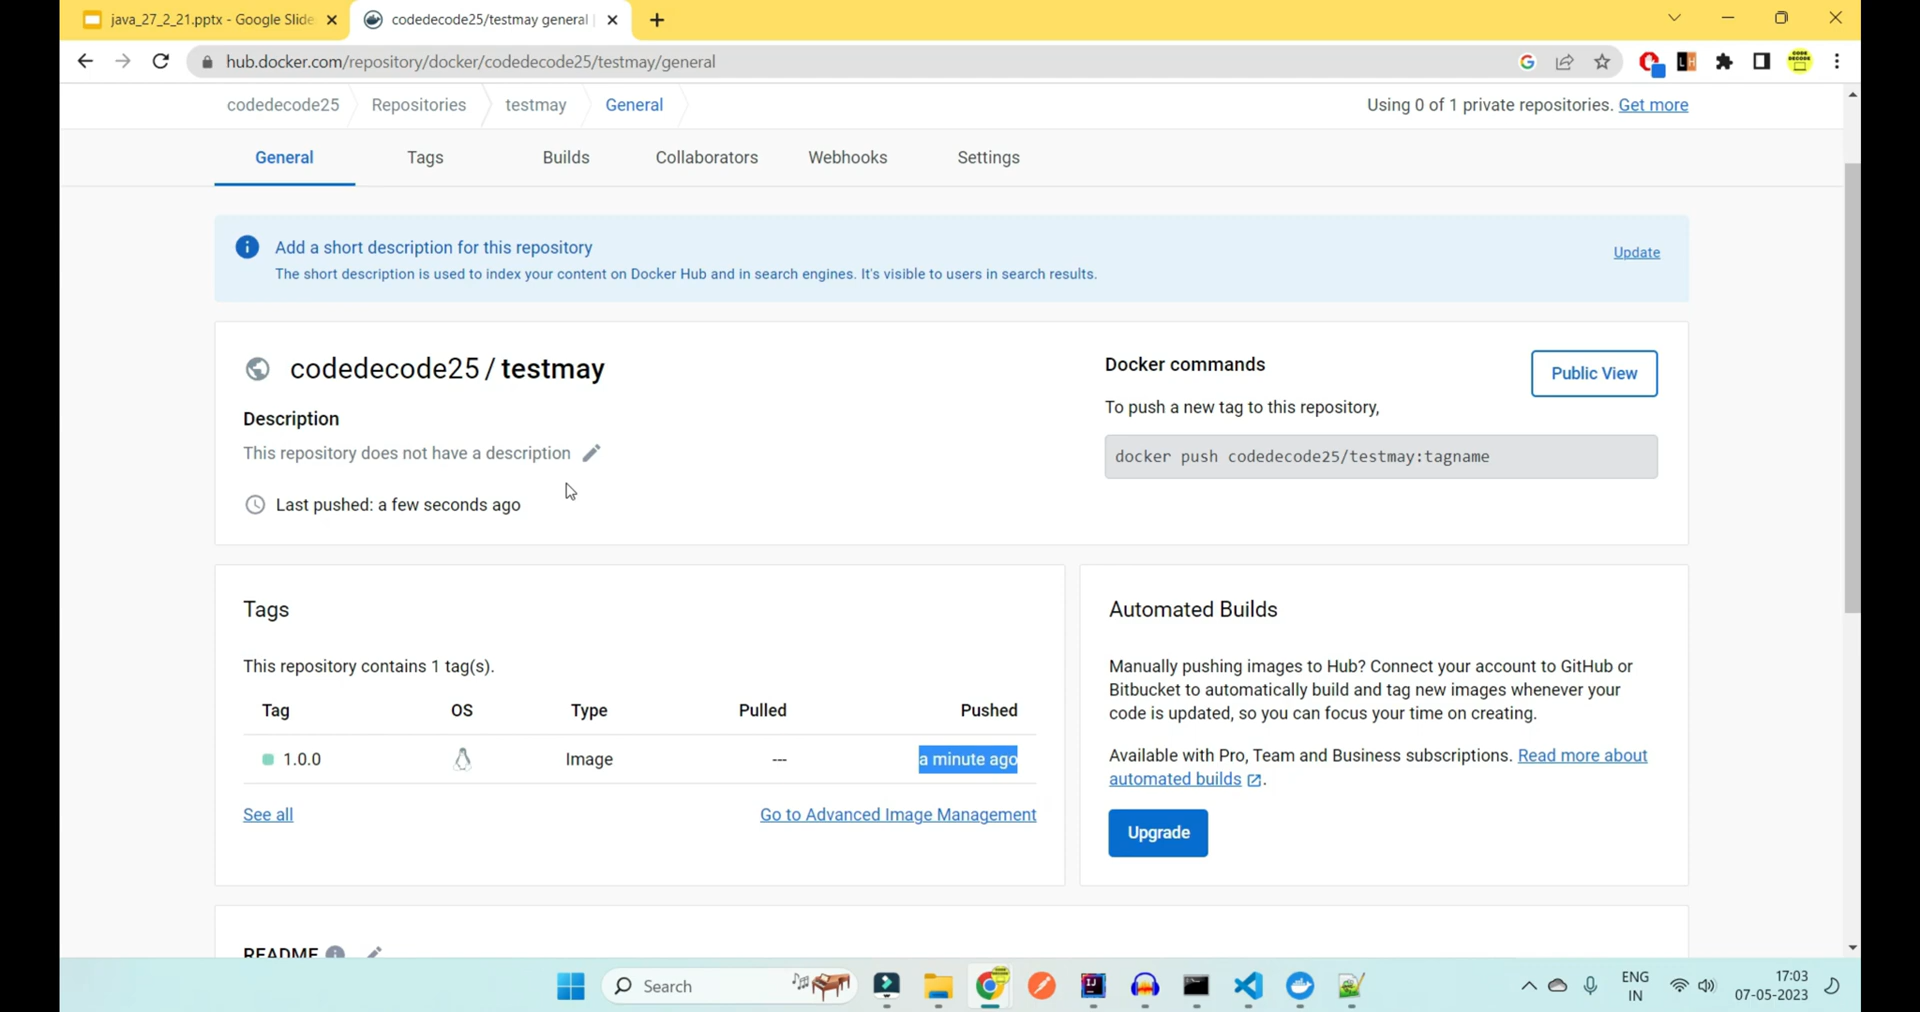 java_27_2_21.pptx - Google Slide
codedecode25/testmay general
hub.docker.com/repository/docker/codedecode25/testmay/general
codedecode25
Repositories
testmay
General
Using 0 of 1 private repositories. Get more
General
Tags
Builds
Collaborators
Webhooks
Settings
Add a short description for this repository
The short description is used to index your content on Docker Hub and in search engines. It's visible to users in search results.
Update
codedecode25 / testmay
Description
This repository does not have a description
Last pushed: a few seconds ago
Docker commands
Public View
To push a new tag to this repository,
docker push codedecode25/testmay:tagname
Tags
This repository contains 1 tag(s).
Tag OS Type Pulled Pushed
1.0.0 Image --- a minute ago
See all
Go to Advanced Image Management
Automated Builds
Manually pushing images to Hub? Connect your account to GitHub or
Bitbucket to automatically build and tag new images whenever your
code is updated, so you can focus your time on creating.
Available with Pro, Team and Business subscriptions. Read more about
automated builds .
Upgrade
README
Search
ENG
IN
17:03
07-05-2023